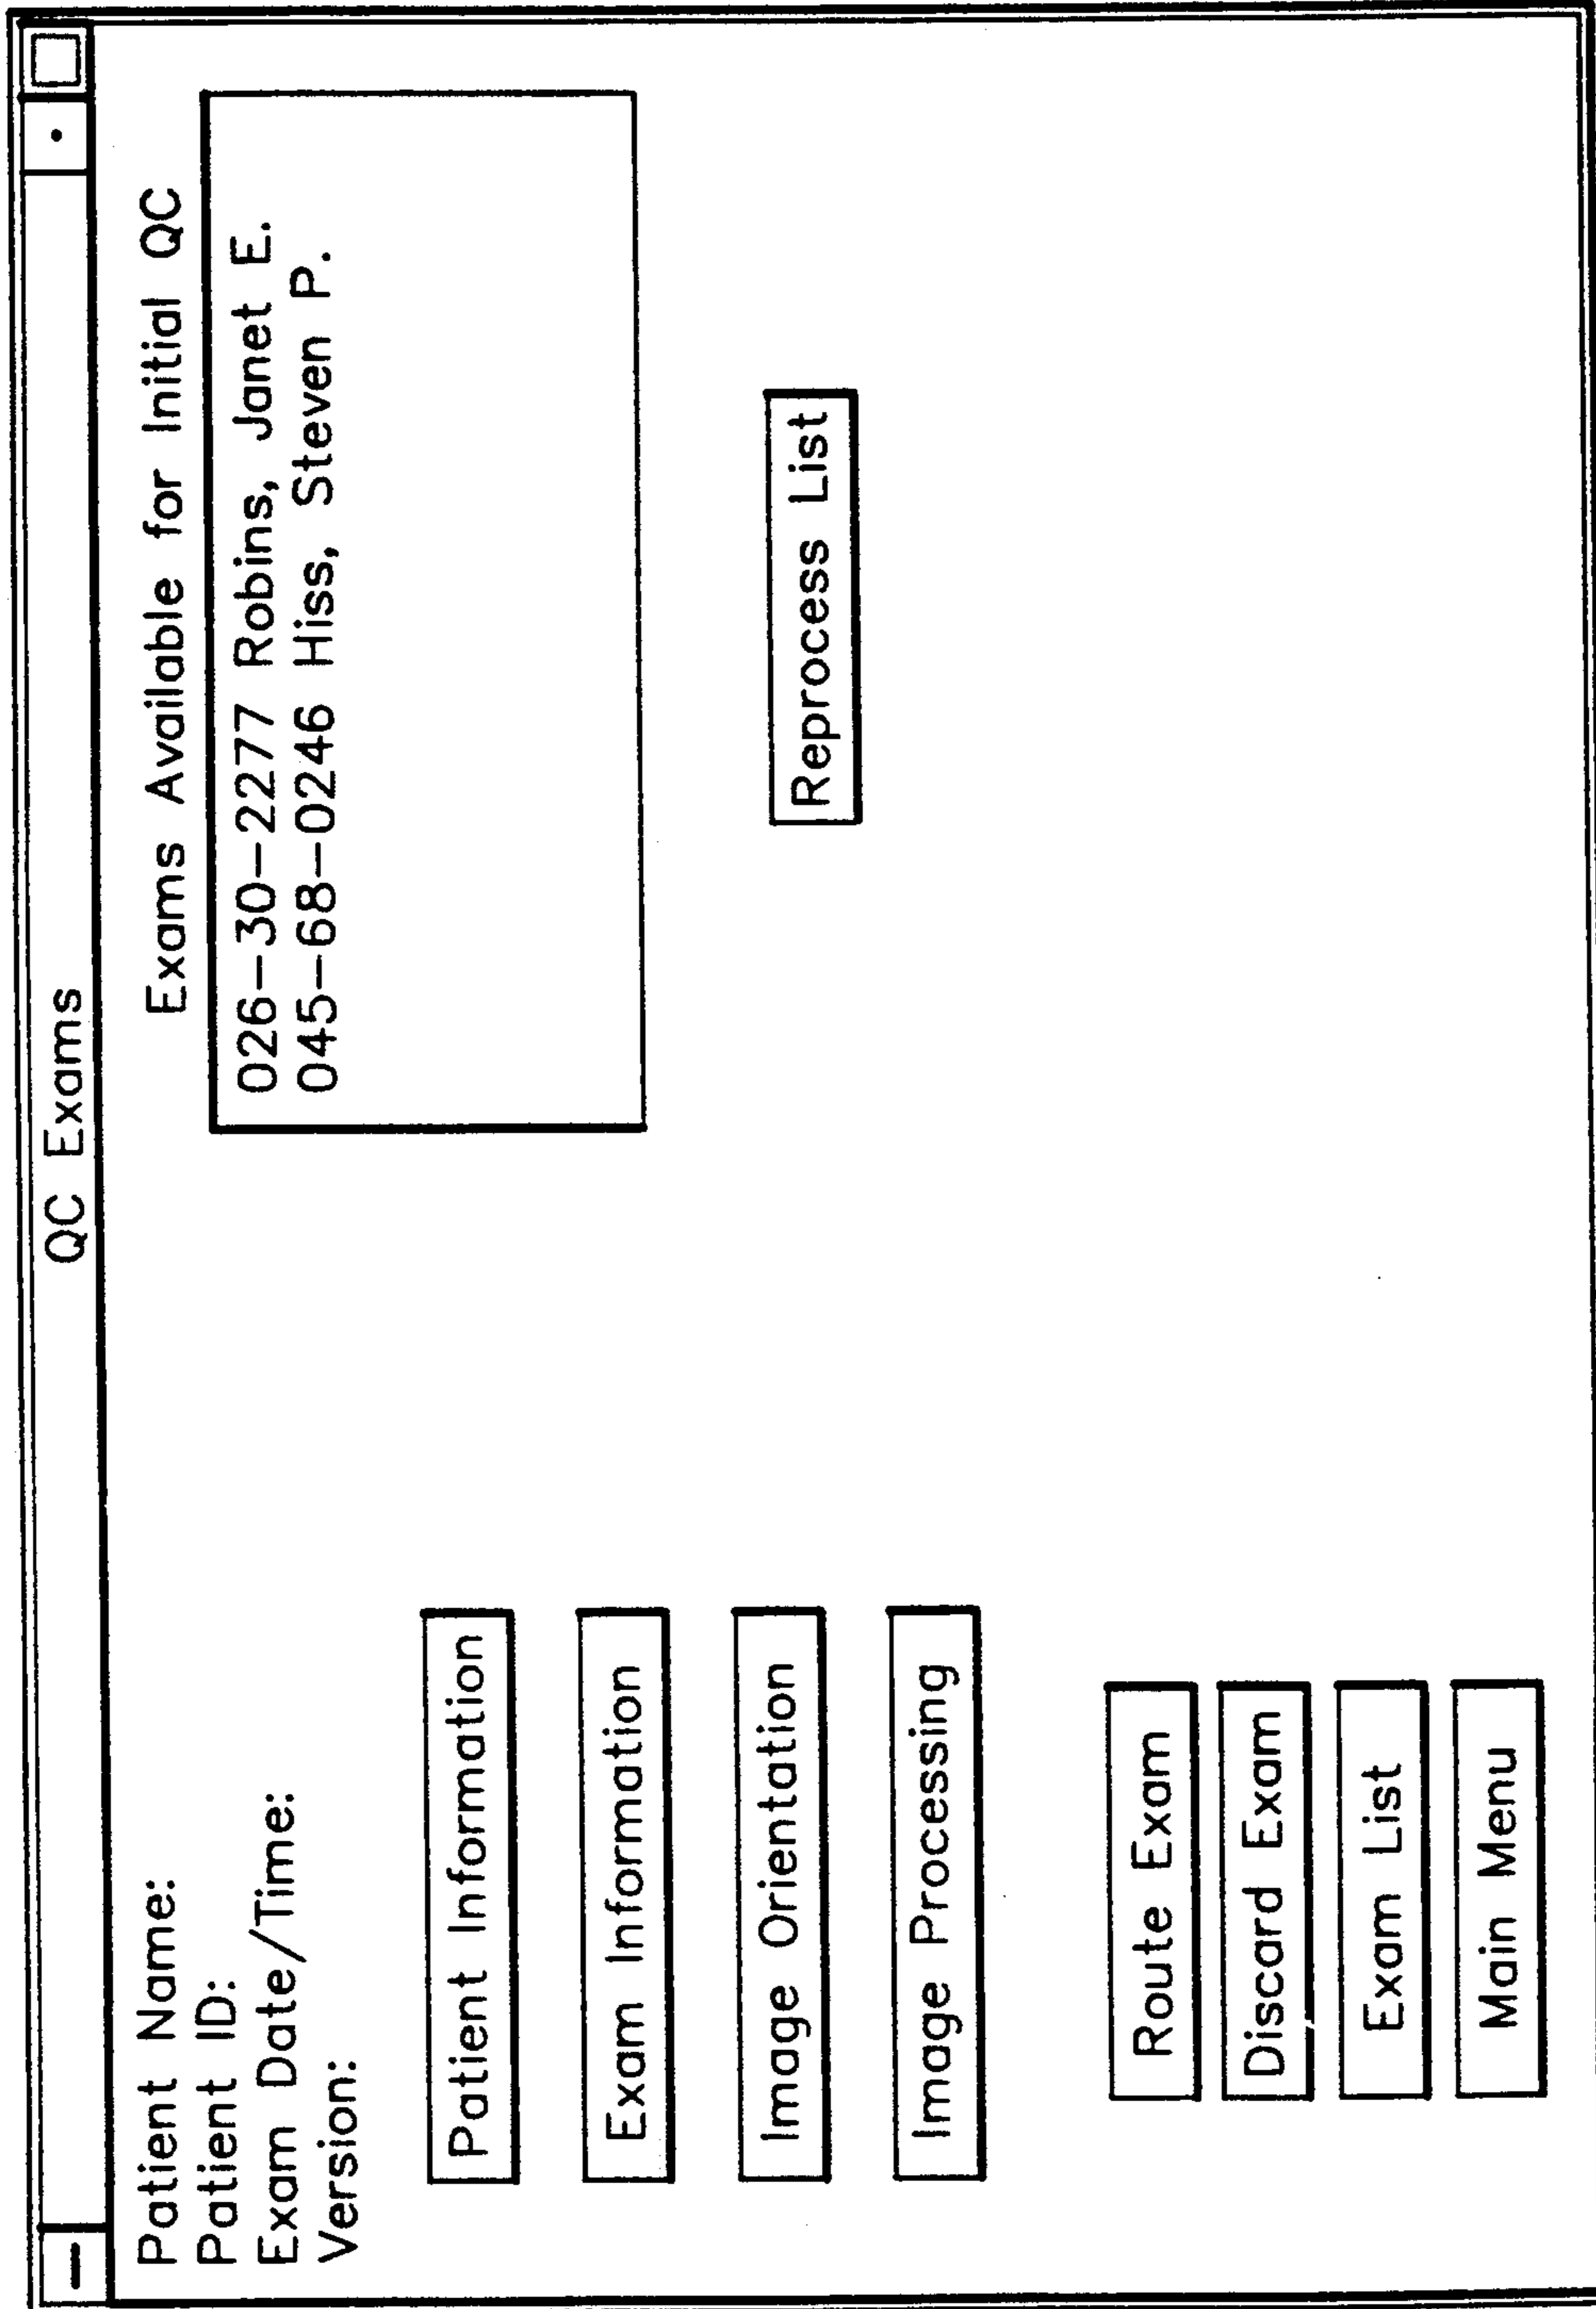 QC Exams
Patient Name:
Patient ID:
Exam Date/Time:
Version:
Patient Information
Exam Information
Image Orientation
Image Processing
Route Exam
Discard Exam
Exam List
Main Menu
Exams Available for Initial QC
026-30-2277 Robins, Janet E.
045-68-0246 Hiss, Steven P.
Reprocess List